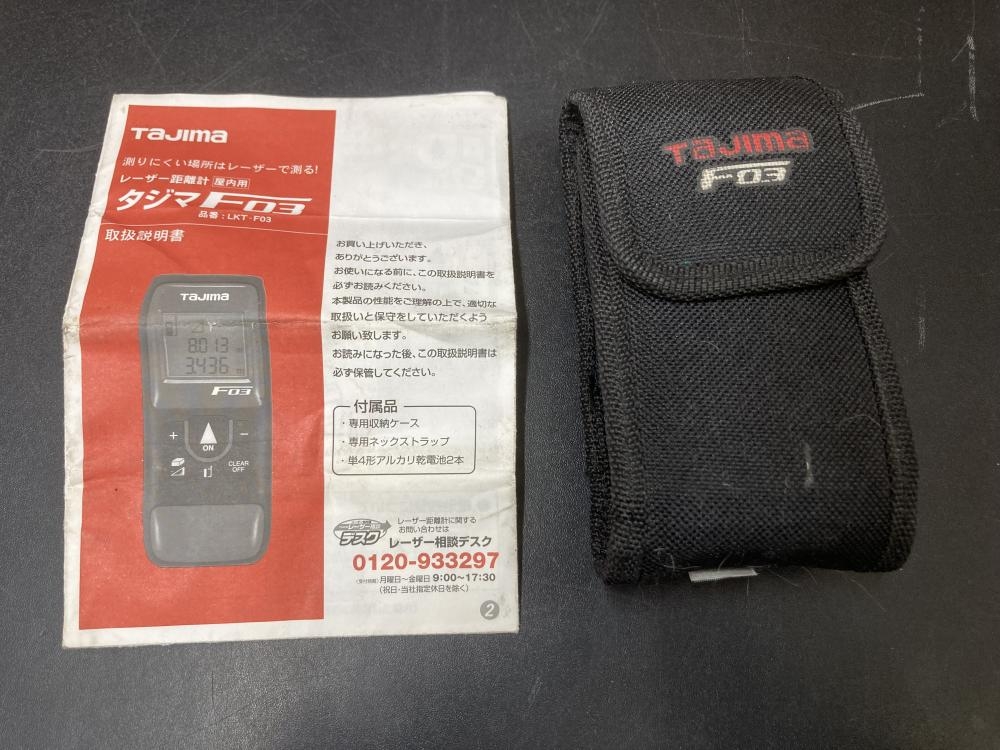 TaJIma
測りにくい場所はレーザーで測る!
レーザー距離計 屋内用
タジマ F03
品番:LKT-F03
取扱説明書
TaJIma
8.013
3.436
F03
+
ON
-
CLEAR
OFF
お買い上げいただき、
ありがとうございます。
お使いになる前に、この取扱説明書を
必ずお読みください。
本製品の性能をご理解の上で、適切な
取扱いと保守をしていただくよう
お願い致します。
お読みになった後、この取扱説明書は
必ず保管してください。
付属品
・専用収納ケース
・専用ネックストラップ
・単4形アルカリ乾電池2本
デスク
レーザー距離計に関する
お問い合わせは
レーザー相談デスク
0120-933297
(受付時間)月曜日〜金曜日 9:00〜17:30
(祝日・当社指定休日を除く)
2
TaJIma
F03